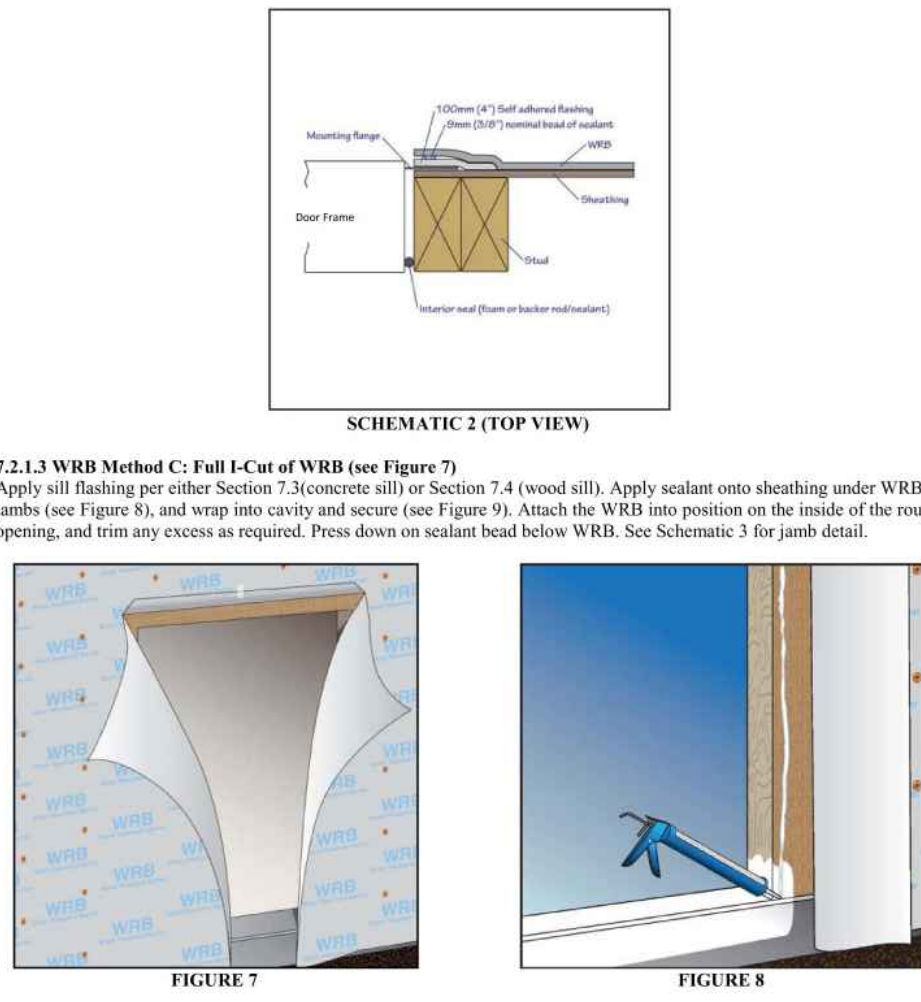 100mm (4") Self adhered flashing
9mm (3/8") nominal bead of sealant
Mounting flange
WRB
Sheathing
Door Frame
Stud
Interior seal (foam or backer rod/sealant)
SCHEMATIC 2 (TOP VIEW)
7.2.1.3 WRB Method C: Full I-Cut of WRB (see Figure 7)
Apply sill flashing per either Section 7.3(concrete sill) or Section 7.4 (wood sill). Apply sealant onto sheathing under WRB
jambs (see Figure 8), and wrap into cavity and secure (see Figure 9). Attach the WRB into position on the inside of the rou
opening, and trim any excess as required. Press down on sealant bead below WRB. See Schematic 3 for jamb detail.
WRB WRB WRB
WRB WRB
WRB
WRB WRB
WRB WRB
WRB WRB
WRB WRB
WRB WRB
WRB WRB
FIGURE 7
FIGURE 8